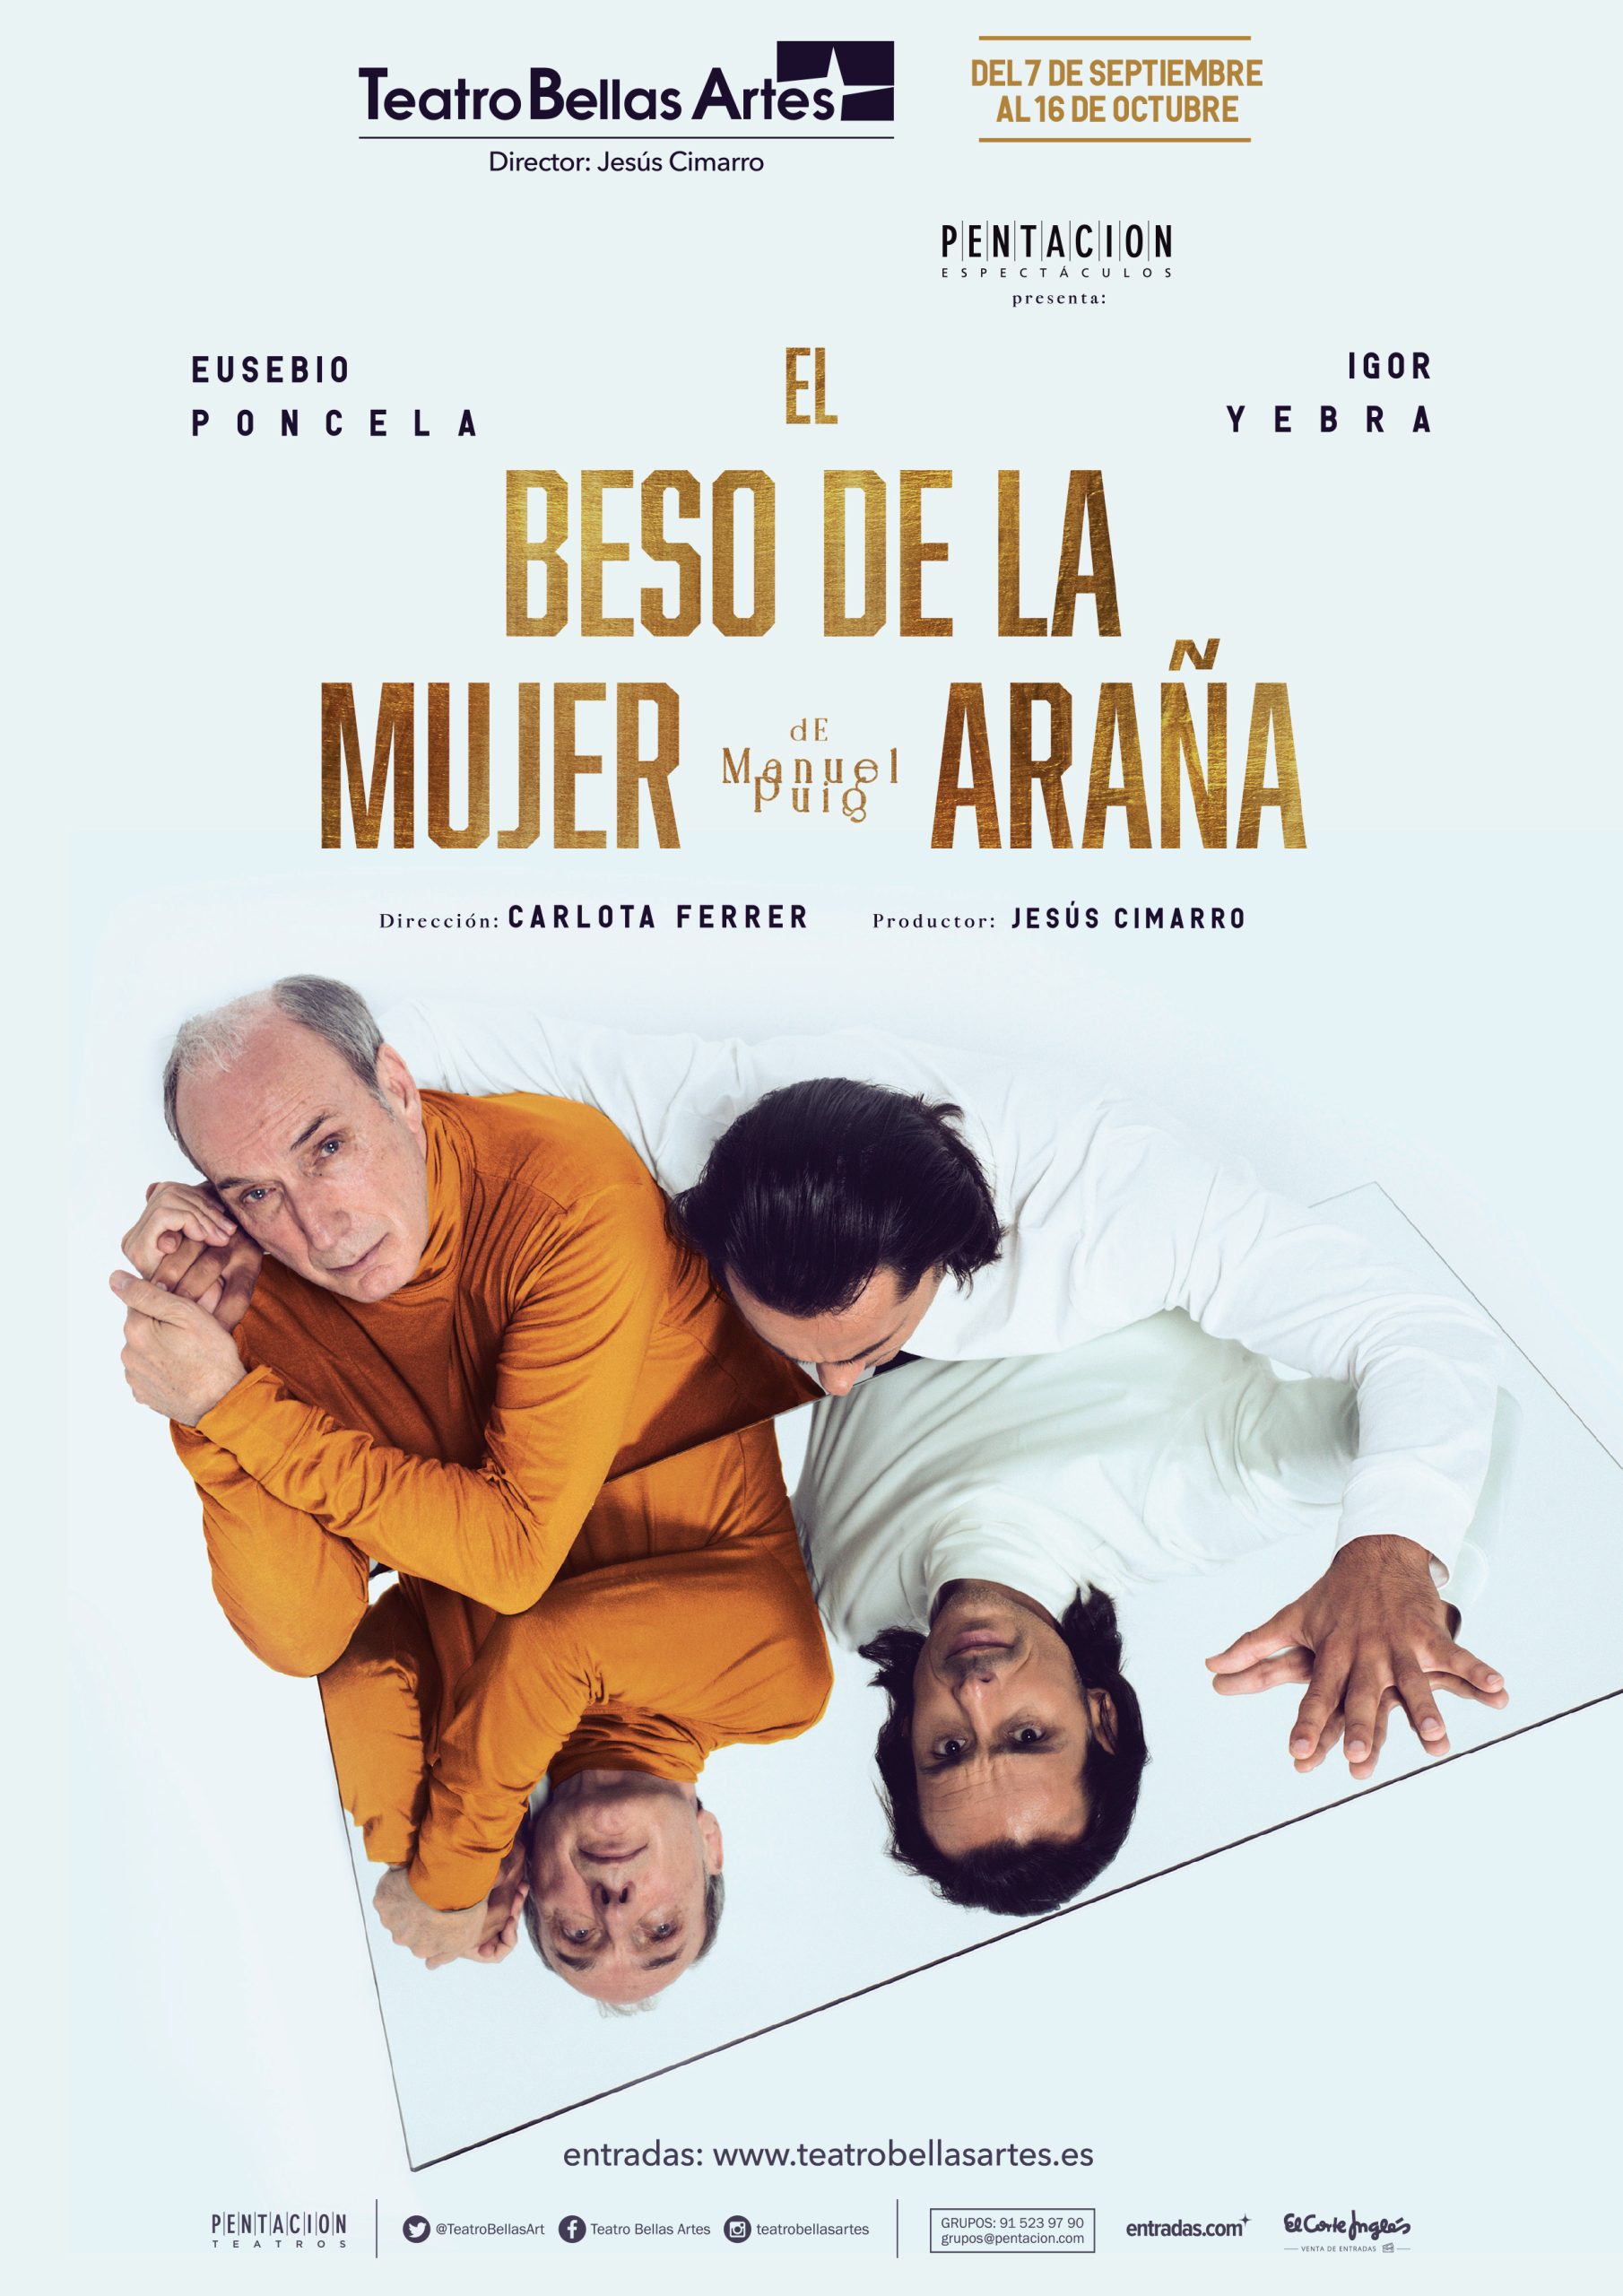 Teatro Bellas Artes
Director: Jesús Cimarro
DEL 7 DE SEPTIEMBRE
AL 16 DE OCTUBRE
PENTACION
ESPECTÁCULOS
presenta:
EUSEBIO
PONCELA
IGOR
YEBRA
EL
BESO DE LA
MUJER
dE
Manuel
Puig
ARAÑA
Dirección: CARLOTA FERRER
Productor: JESÚS CIMARRO
entradas: www.teatrobellasartes.es
PENTACION
TEATROS
@TeatroBellasArt
Teatro Bellas Artes
teatrobellasartes
GRUPOS: 91 523 97 90
grupos@pentacion.com
entradas.com
El Corte Inglés
VENTA DE ENTRADAS